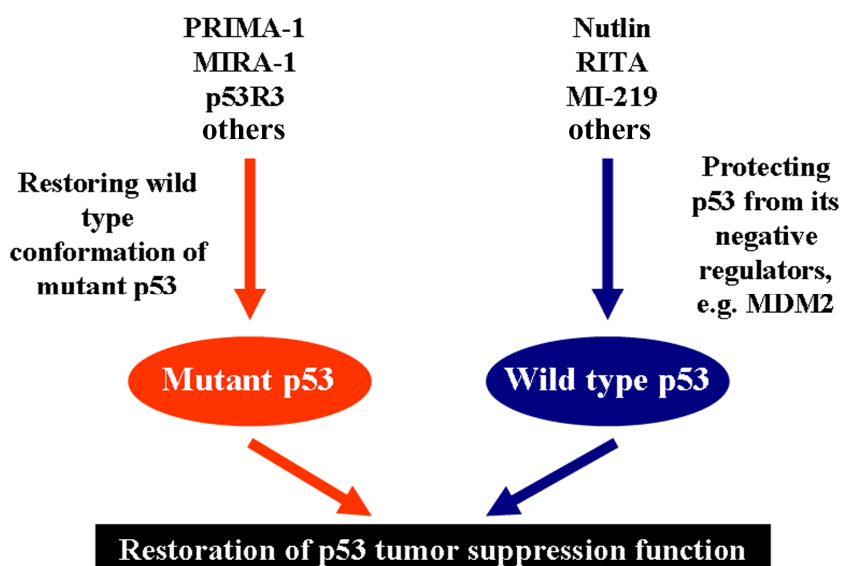 PRIMA-1
MIRA-1
p53R3
others
Restoring wild
type
conformation of
mutant p53
Mutant p53
Nutlin
RITA
MI-219
others
Protecting
p53 from its
negative
regulators,
e.g. MDM2
Wild type p53
Restoration of p53 tumor suppression function